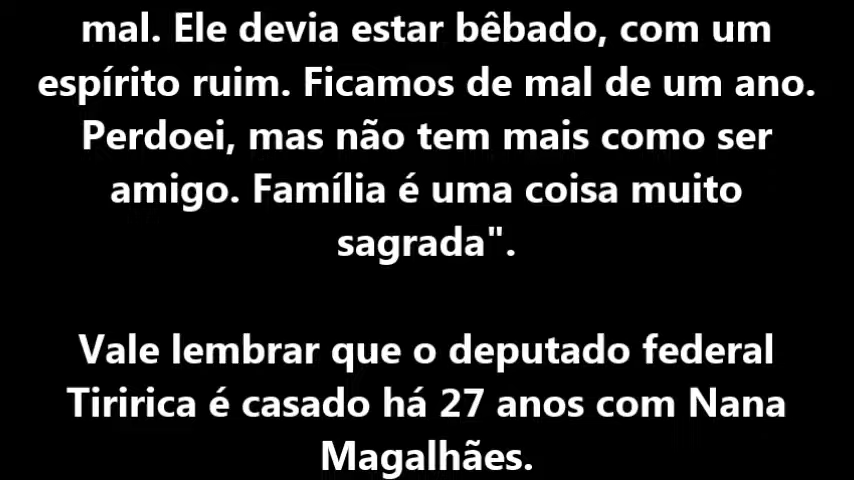 mal. Ele devia estar bêbado, com um
espírito ruim. Ficamos de mal de um ano.
Perdoei, mas não tem mais como ser
amigo. Família é uma coisa muito
sagrada".
Vale lembrar que o deputado federal
Tiririca é casado há 27 anos com Nana
Magalhães.